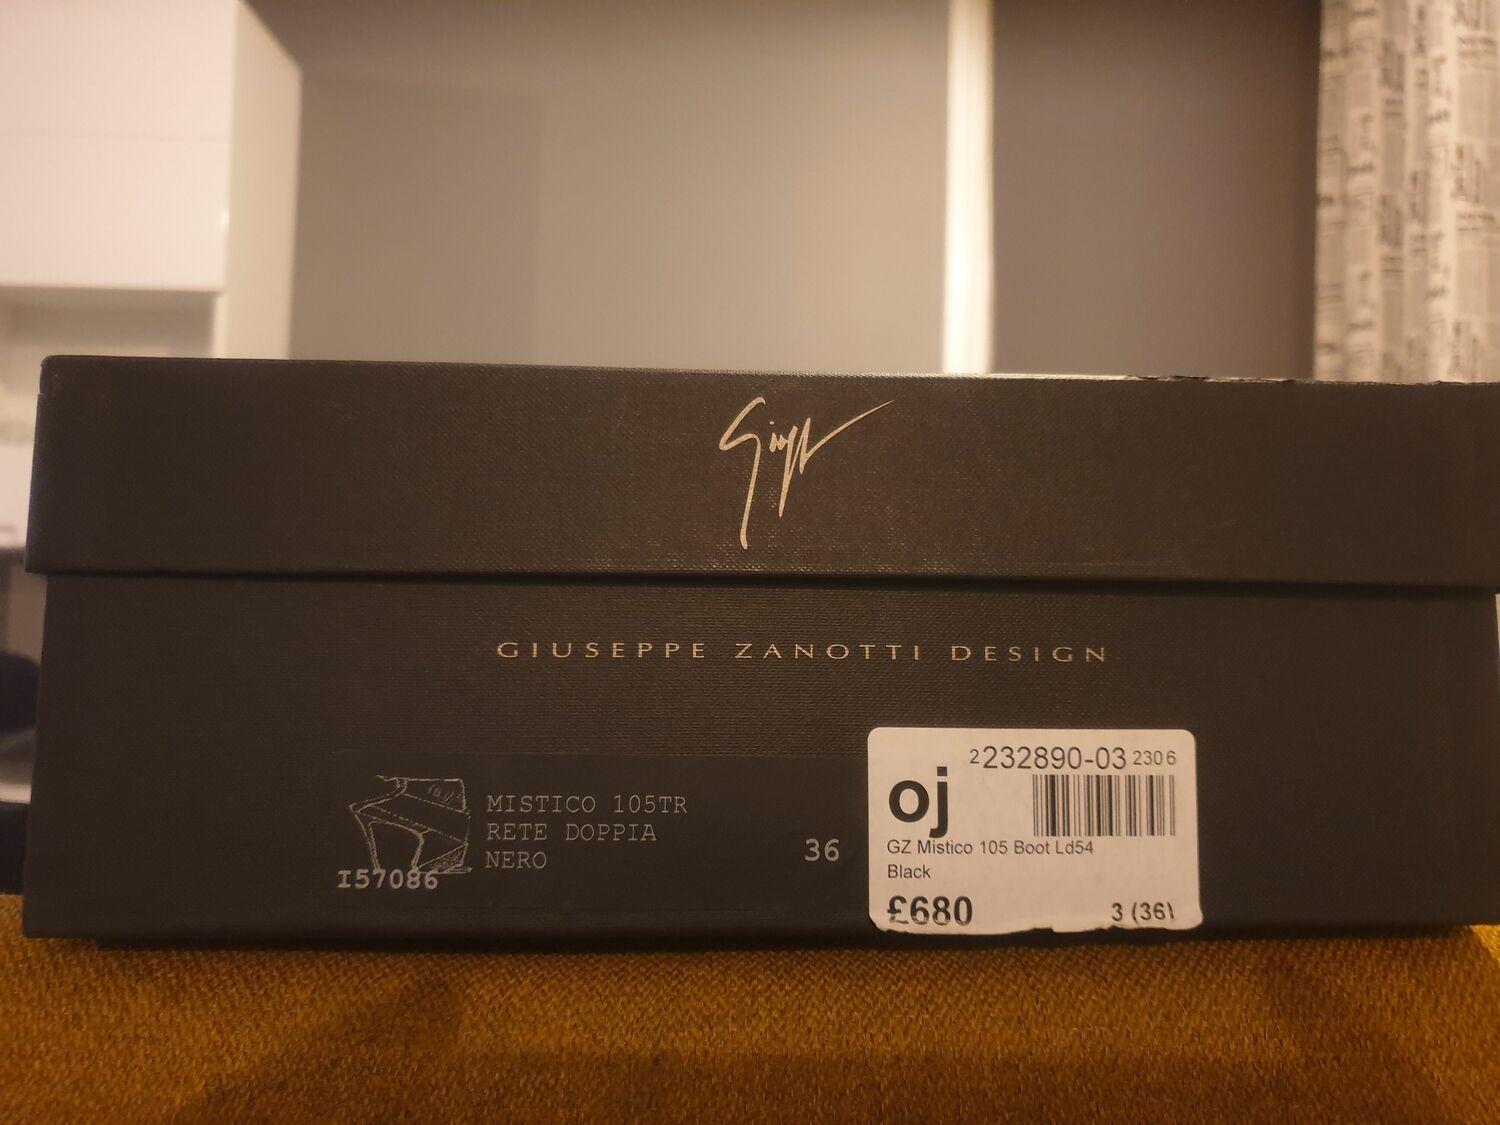 GIUSEPPE ZANOTTI DESIGN
MISTICO 105TR
RETE DOPPIA
NERO
I57086
36
2232890-03 2306
oj
GZ Mistico 105 Boot Ld54
Black
£680
3 (36)